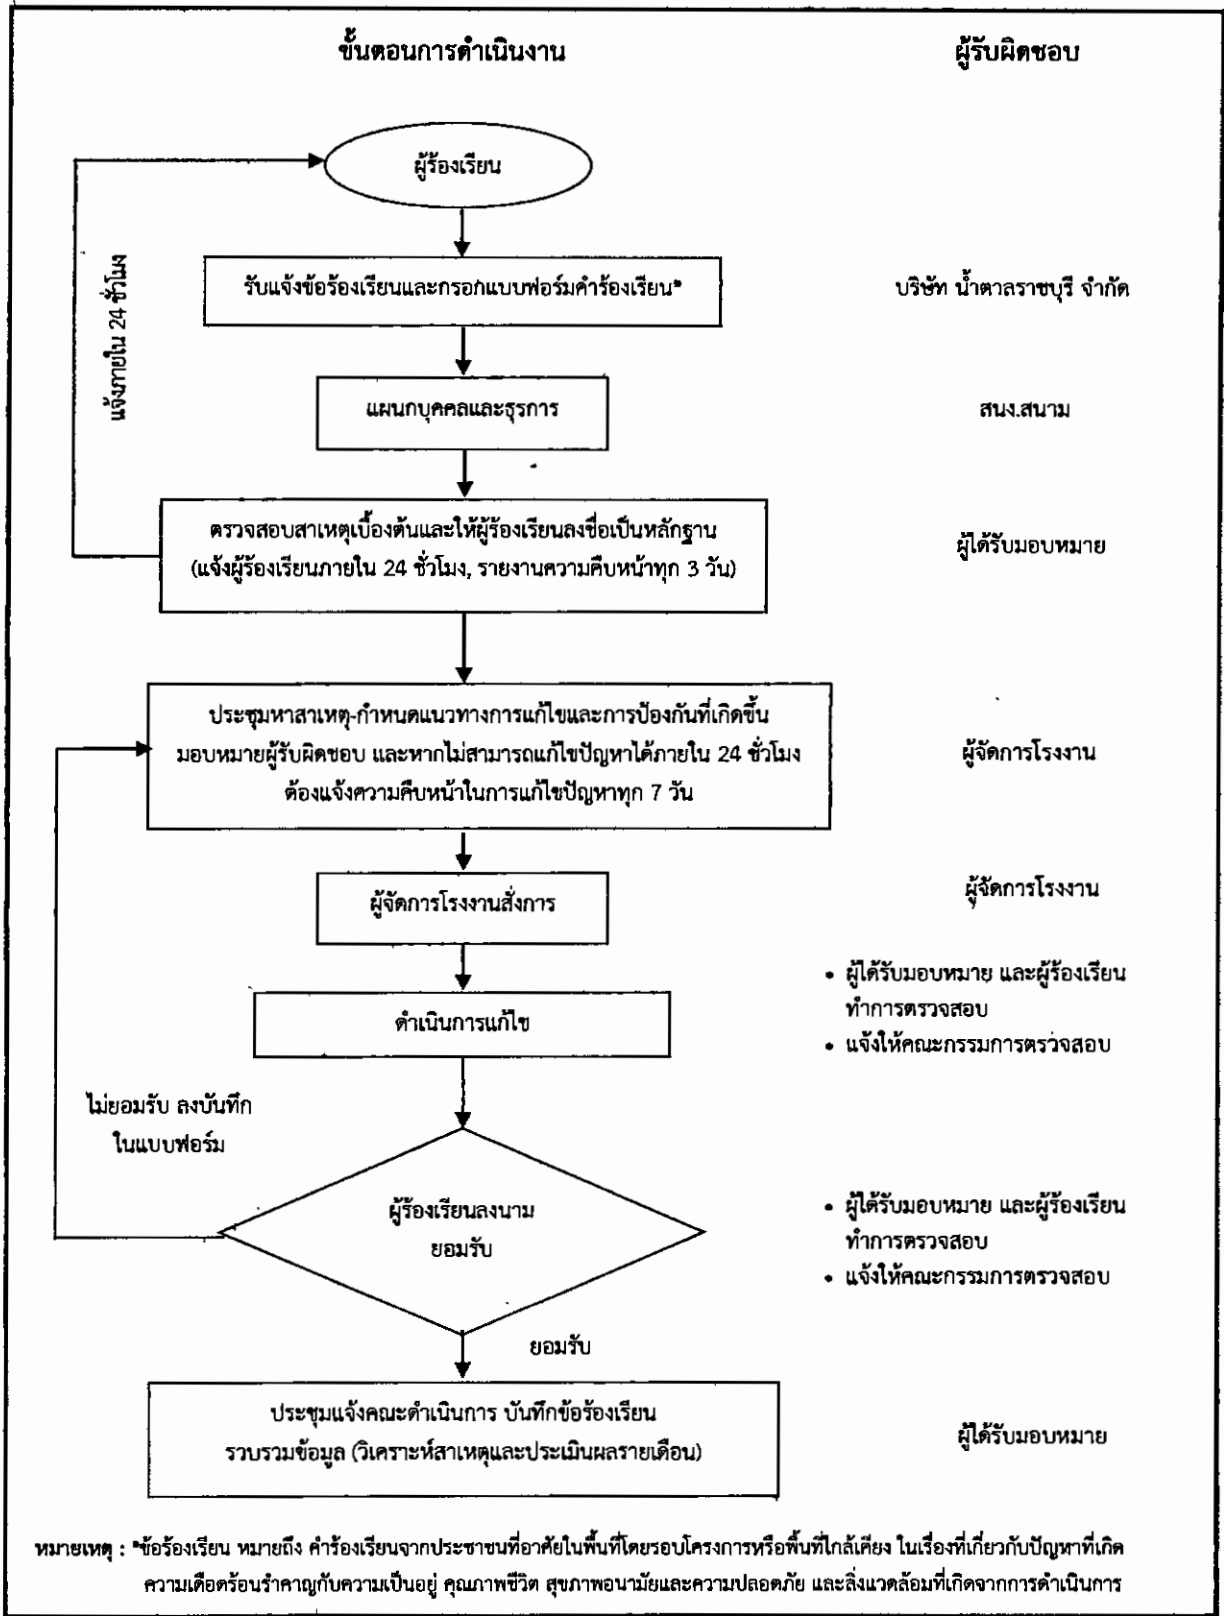 ขั้นตอนการดำเนินงาน
ผู้รับผิดชอบ
ผู้ร้องเรียน
แจ้งภายใน 24 ชั่วโมง
รับแจ้งข้อร้องเรียนและกรอกแบบฟอร์มคำร้องเรียน*
บริษัท น้ำตาลราชบุรี จำกัด
แผนกบุคคลและธุรการ
สนง.สนาม
ตรวจสอบสาเหตุเบื้องต้นและให้ผู้ร้องเรียนลงชื่อเป็นหลักฐาน
(แจ้งผู้ร้องเรียนภายใน 24 ชั่วโมง, รายงานความคืบหน้าทุก 3 วัน)
ผู้ได้รับมอบหมาย
ประชุมหาสาเหตุ-กำหนดแนวทางการแก้ไขและการป้องกันที่เกิดขึ้น
มอบหมายผู้รับผิดชอบ และหากไม่สามารถแก้ไขปัญหาได้ภายใน 24 ชั่วโมง
ต้องแจ้งความคืบหน้าในการแก้ไขปัญหาทุก 7 วัน
ผู้จัดการโรงงาน
ผู้จัดการโรงงานสั่งการ
ผู้จัดการโรงงาน
ดำเนินการแก้ไข
• ผู้ได้รับมอบหมาย และผู้ร้องเรียน
ทำการตรวจสอบ
• แจ้งให้คณะกรรมการตรวจสอบ
ไม่ยอมรับ ลงบันทึก
ในแบบฟอร์ม
ผู้ร้องเรียนลงนาม
ยอมรับ
• ผู้ได้รับมอบหมาย และผู้ร้องเรียน
ทำการตรวจสอบ
• แจ้งให้คณะกรรมการตรวจสอบ
ยอมรับ
ประชุมแจ้งคณะดำเนินการ บันทึกข้อร้องเรียน
รวบรวมข้อมูล (วิเคราะห์สาเหตุและประเมินผลรายเดือน)
ผู้ได้รับมอบหมาย
หมายเหตุ : *ข้อร้องเรียน หมายถึง คำร้องเรียนจากประชาชนที่อาศัยในพื้นที่โดยรอบโครงการหรือพื้นที่ใกล้เคียง ในเรื่องที่เกี่ยวกับปัญหาที่เกิด
ความเดือดร้อนรำคาญกับความเป็นอยู่ คุณภาพชีวิต สุขภาพอนามัยและความปลอดภัย และสิ่งแวดล้อมที่เกิดจากการดำเนินการ